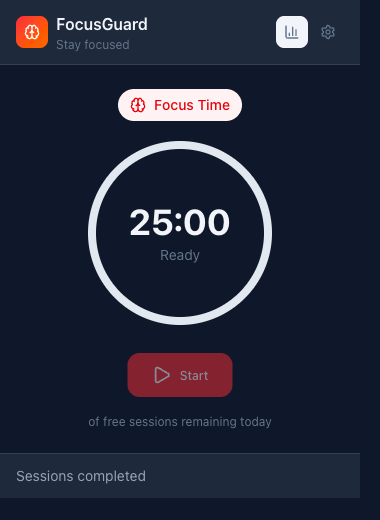 FocusGuard
Stay focused
Focus Time
25:00
Ready
Start
of free sessions remaining today
Sessions completed